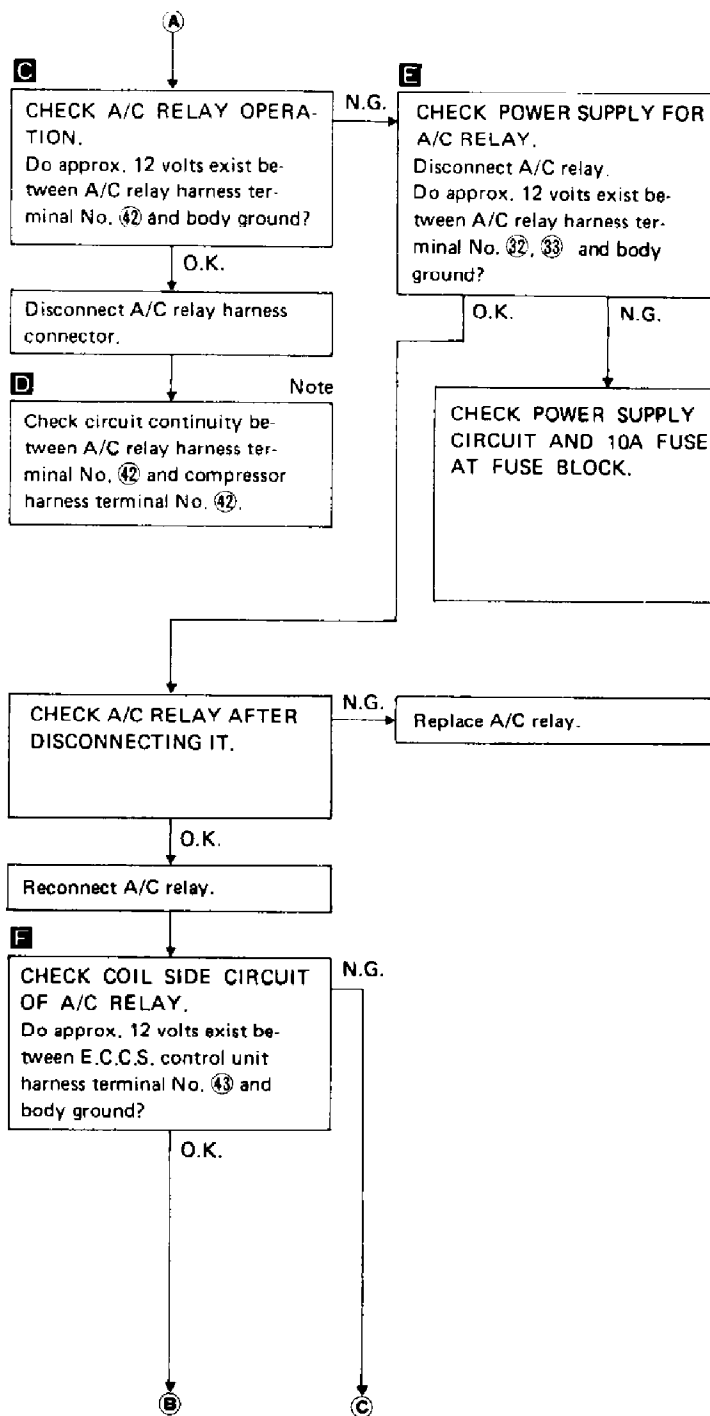 A
C
CHECK A/C RELAY OPERA-
TION.
Do approx. 12 volts exist be-
tween A/C relay harness ter-
minal No. 42 and body ground?
N.G.
E
CHECK POWER SUPPLY FOR
A/C RELAY.
Disconnect A/C relay.
Do approx. 12 volts exist be-
tween A/C relay harness ter-
minal No. 32, 33 and body
ground?
O.K.
Disconnect A/C relay harness
connector.
O.K.
N.G.
D
Note
Check circuit continuity be-
tween A/C relay harness ter-
minal No. 42 and compressor
harness terminal No. 42.
CHECK POWER SUPPLY
CIRCUIT AND 10A FUSE
AT FUSE BLOCK.
CHECK A/C RELAY AFTER
DISCONNECTING IT.
N.G.
Replace A/C relay.
O.K.
Reconnect A/C relay.
F
CHECK COIL SIDE CIRCUIT
OF A/C RELAY.
Do approx. 12 volts exist be-
tween E.C.C.S. control unit
harness terminal No. 43 and
body ground?
N.G.
O.K.
B
C